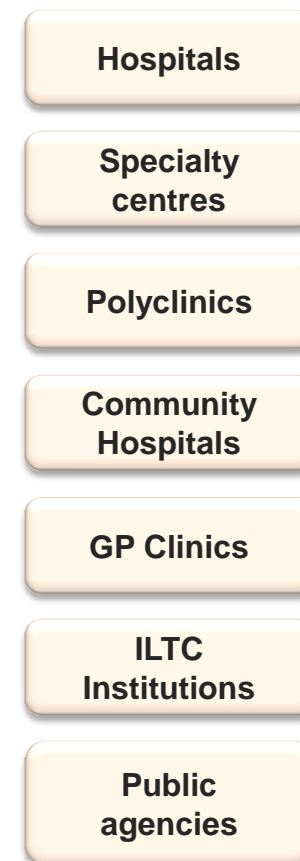 Hospitals
Specialty
centres
Polyclinics
Community
Hospitals
GP Clinics
ILTC
Institutions
Public
agencies